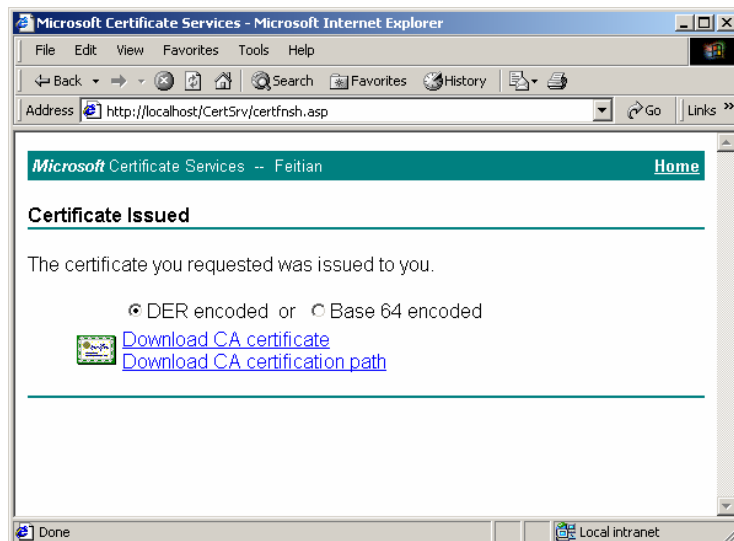 Microsoft Certificate Services - Microsoft Internet Explorer
File Edit View Favorites Tools Help
Back Search Favorites History
Address http://localhost/CertSrv/certfnsh.asp Go Links »
Microsoft Certificate Services -- Feitian Home
Certificate Issued
The certificate you requested was issued to you.
DER encoded or Base 64 encoded
Download CA certificate
Download CA certification path
Done Local intranet